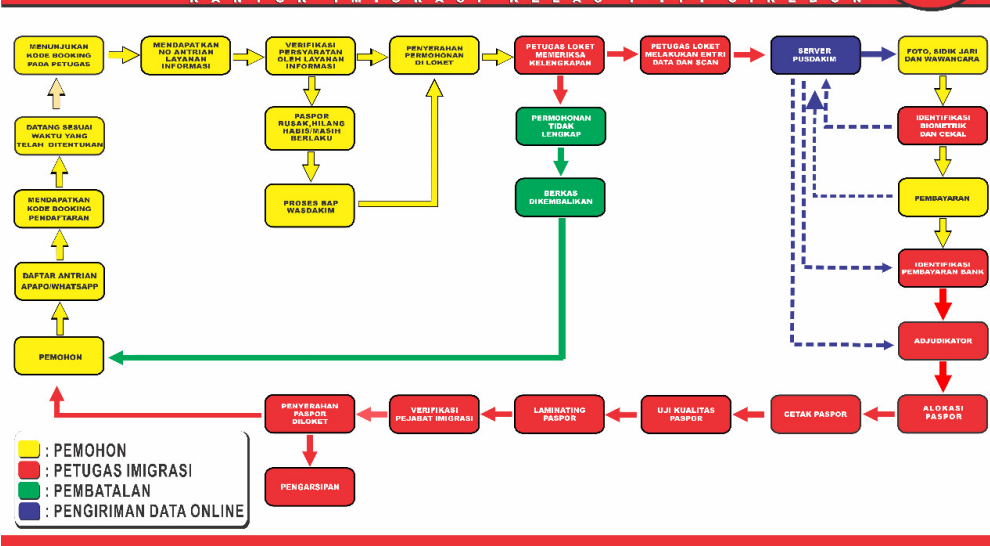 MENUNJUKAN
KODE BOOKING
PADA PETUGAS
MENDAPATKAN
NO ANTRIAN
LAYANAN
INFORMASI
VERIFIKASI
PERSYARATAN
OLEH LAYANAN
INFORMASI
PENYERAHAN
PERMOHONAN
DI LOKET
PETUGAS LOKET
MEMERIKSA
KELENGKAPAN
PETUGAS LOKET
MELAKUKAN ENTRI
DATA DAN SCAN
SERVER
PUSDAKIM
FOTO, SIDIK JARI
DAN WAWANCARA
DATANG SESUAI
WAKTU YANG
TELAH DITENTUKAN
PASPOR
RUSAK,HILANG
HABIS/MASIH
BERLAKU
PERMOHONAN
TIDAK
LENGKAP
IDENTIFIKASI
BIOMETRIK
DAN CEKAL
MENDAPATKAN
KODE BOOKING
PENDAFTARAN
PROSES BAP
WASDAKIM
BERKAS
DIKEMBALIKAN
PEMBAYARAN
DAFTAR ANTRIAN
APAPO/WHATSAPP
IDENTIFIKASI
PEMBAYARAN BANK
PEMOHON
ADJUDIKATOR
PENYERAHAN
PASPOR
DILOKET
VERIFIKASI
PEJABAT IMIGRASI
LAMINATING
PASPOR
UJI KUALITAS
PASPOR
CETAK PASPOR
ALOKASI
PASPOR
PENGARSIPAN
: PEMOHON
: PETUGAS IMIGRASI
: PEMBATALAN
: PENGIRIMAN DATA ONLINE